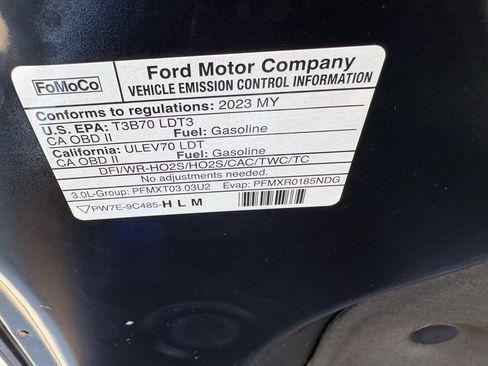 FoMoCo
Ford Motor Company
VEHICLE EMISSION CONTROL INFORMATION
Conforms to regulations: 2023 MY
U.S. EPA: T3B70 LDT3
CA OBD II Fuel: Gasoline
California: ULEV70 LDT
CA OBD II Fuel: Gasoline
DFI/WR-HO2S/HO2S/CAC/TWC/TC
No adjustments needed.
3.0L-Group: PFMXT03.03U2 Evap: PFMXR0185NDG
PW7E-9C485-HLM